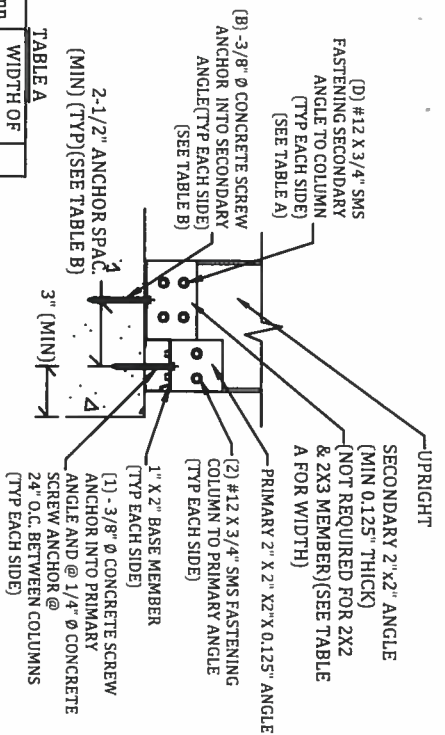 UPRIGHT
SECONDARY 2"x2" ANGLE
(MIN 0.125" THICK)
(NOT REQUIRED FOR 2X2
& 2X3 MEMBER)(SEE TABLE
A FOR WIDTH)
PRIMARY 2" X 2" X2"X 0.125" ANGLE
(2) #12 X 3/4" SMS FASTENING
COLUMN TO PRIMARY ANGLE
(TYP EACH SIDE)
1" X 2" BASE MEMBER
(TYP EACH SIDE)
(1) - 3/8" Ø CONCRETE SCREW
ANCHOR INTO PRIMARY
ANGLE AND @ 1/4" Ø CONCRETE
SCREW ANCHOR @
24" O.C. BETWEEN COLUMNS
(TYP EACH SIDE)
(D) #12 X 3/4" SMS
FASTENING SECONDARY
ANGLE TO COLUMN
(TYP EACH SIDE)
(SEE TABLE A)
(B) -3/8" Ø CONCRETE SCREW
ANCHOR INTO SECONDARY
ANGLE(TYP EACH SIDE)
(SEE TABLE B)
2-1/2" ANCHOR SPAC.
(MIN) (TYP)(SEE TABLE B)
3" (MIN)
TABLE A
WIDTH OF